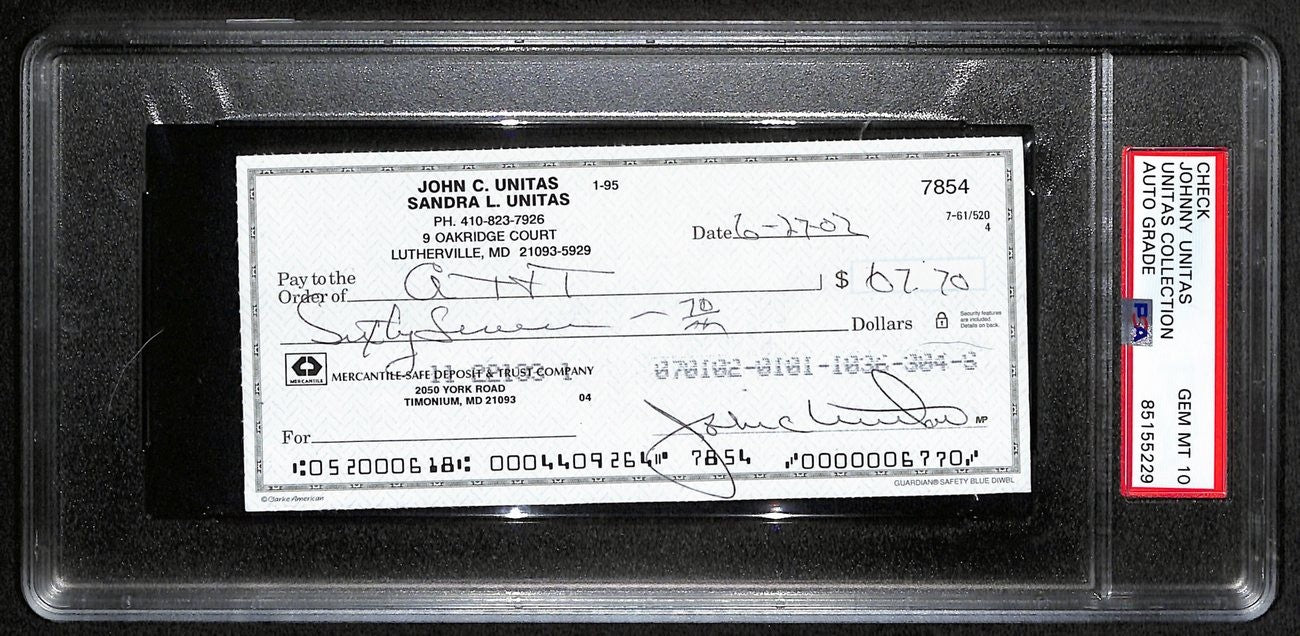 JOHN C. UNITAS 1-95
SANDRA L. UNITAS
PH. 410-823-7926
9 OAKRIDGE COURT
LUTHERVILLE, MD 21093-5929
7854
7-61/520
4
Date 6-27-02
Pay to the
Order of AT&T $ 67.70
Sixty Seven — 70 Dollars
Security features
are included.
Details on back.
MERCANTILE
MERCANTILE-SAFE DEPOSIT & TRUST COMPANY
2050 YORK ROAD
TIMONIUM, MD 21093 04
070102-0101-1036-304-8
For John C Unitas MP
⑆052000618⑆ 0004409264⑈ 7854 ⑈0000006770⑈
© Clarke American
GUARDIAN® SAFETY BLUE DIWBL
CHECK
JOHNNY UNITAS
UNITAS COLLECTION
AUTO GRADE GEM MT 10
85155229
PSA